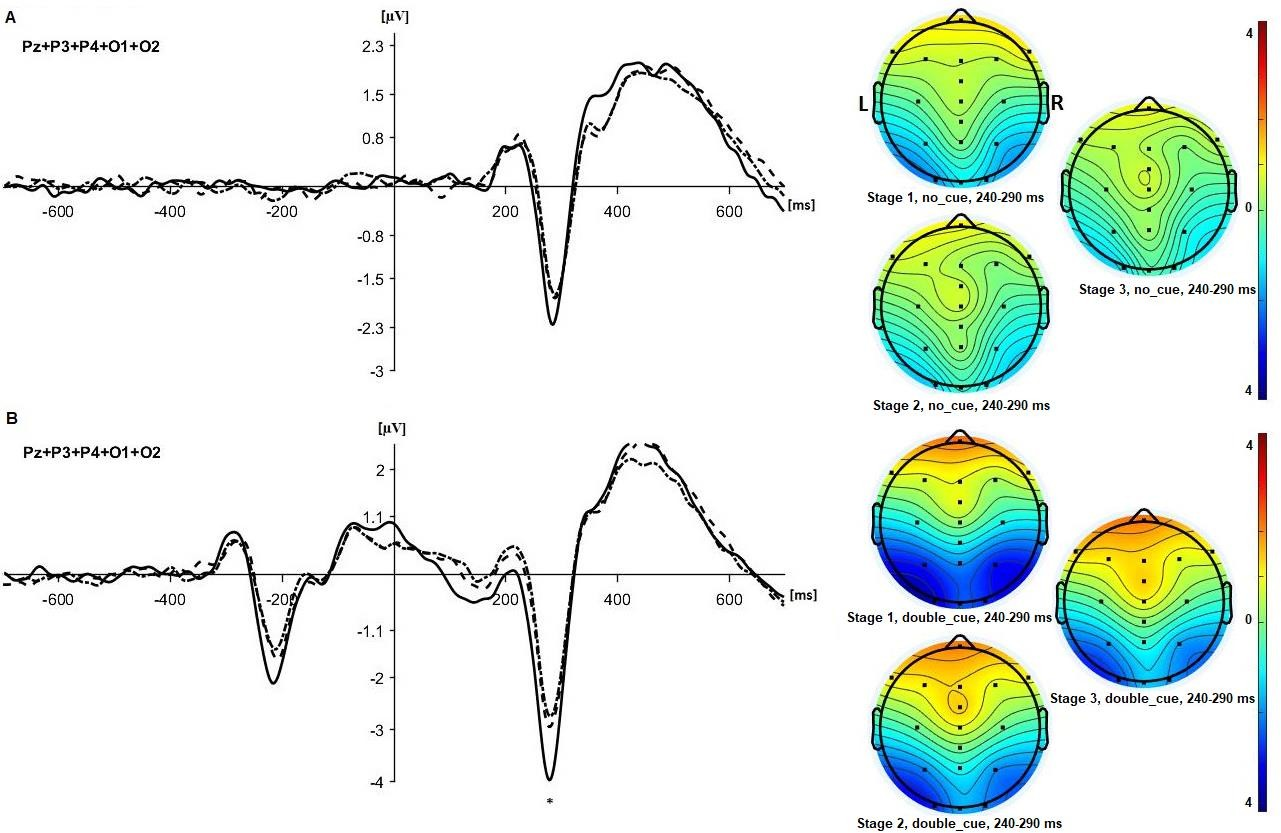 A
[µV]
Pz+P3+P4+O1+O2
2.3
1.5
0.8
-600
-400
-200
200
400
600
[ms]
-0.8
-1.5
-2.3
-3
4
L
R
Stage 1, no_cue, 240-290 ms
0
Stage 3, no_cue, 240-290 ms
Stage 2, no_cue, 240-290 ms
4
B
[µV]
Pz+P3+P4+O1+O2
2
1.1
-600
-400
-200
200
400
600
[ms]
-1.1
-2
-3
-4
*
4
Stage 1, double_cue, 240-290 ms
0
Stage 3, double_cue, 240-290 ms
Stage 2, double_cue, 240-290 ms
4